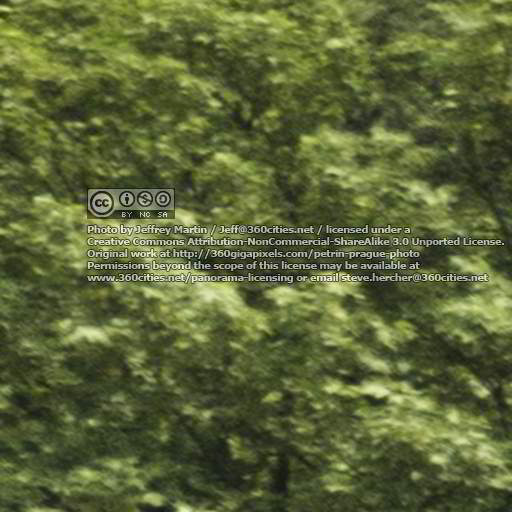 cc
BY NC SA
Photo by Jeffrey Martin / Jeff@360cities.net / licensed under a
Creative Commons Attribution-NonCommercial-ShareAlike 3.0 Unported License.
Original work at http://360gigapixels.com/petrin-prague-photo
Permissions beyond the scope of this license may be available at
www.360cities.net/panorama-licensing or email steve.hercher@360cities.net